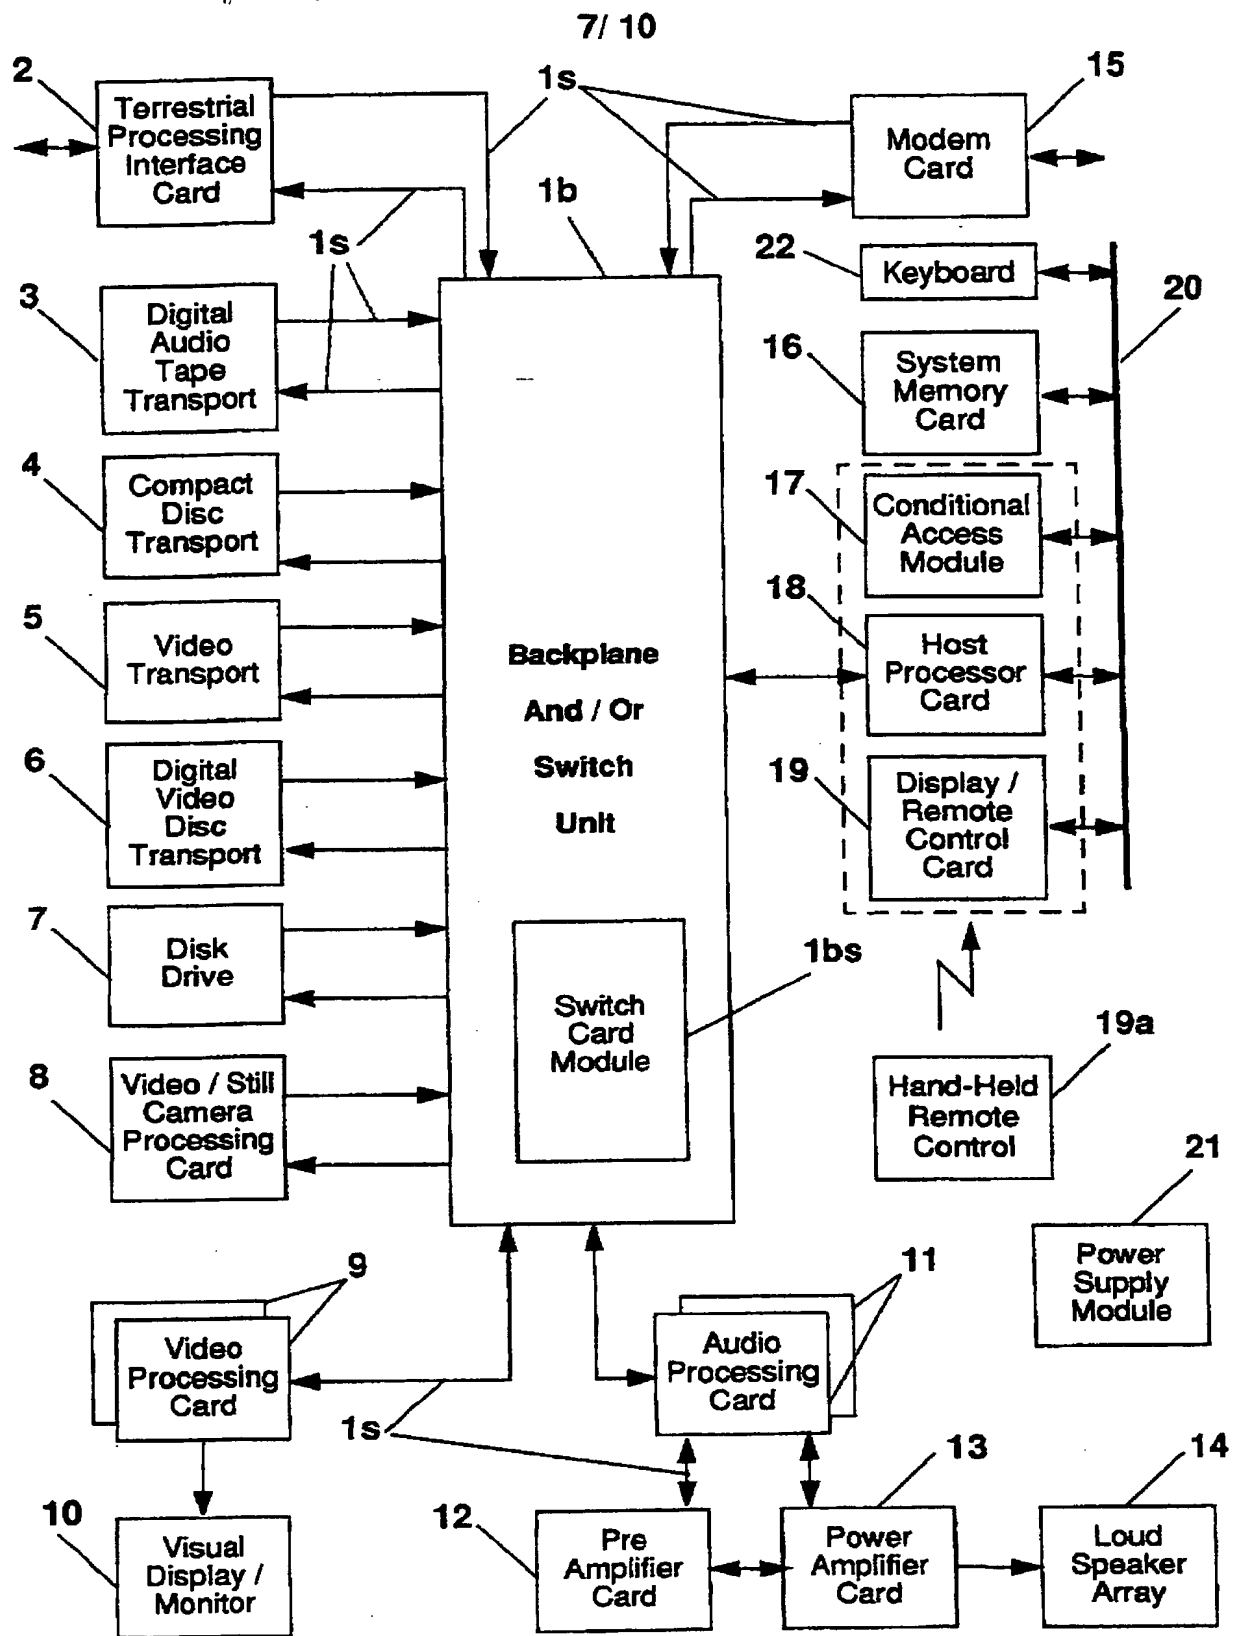 7/ 10
2
Terrestrial
Processing
Interface
Card
1s
15
Modem
Card
1b
1s
22
Keyboard
20
3
Digital
Audio
Tape
Transport
16
System
Memory
Card
4
Compact
Disc
Transport
17
Conditional
Access
Module
5
Video
Transport
18
Host
Processor
Card
Backplane
And / Or
Switch
Unit
6
Digital
Video
Disc
Transport
19
Display /
Remote
Control
Card
7
Disk
Drive
1bs
Switch
Card
Module
19a
Hand-Held
Remote
Control
8
Video / Still
Camera
Processing
Card
21
Power
Supply
Module
9
Video
Processing
Card
11
Audio
Processing
Card
1s
10
Visual
Display /
Monitor
12
Pre
Amplifier
Card
13
Power
Amplifier
Card
14
Loud
Speaker
Array